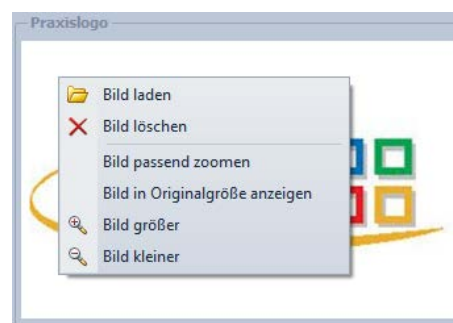 Praxislogo
Bild laden
Bild löschen
Bild passend zoomen
Bild in Originalgröße anzeigen
Bild größer
Bild kleiner